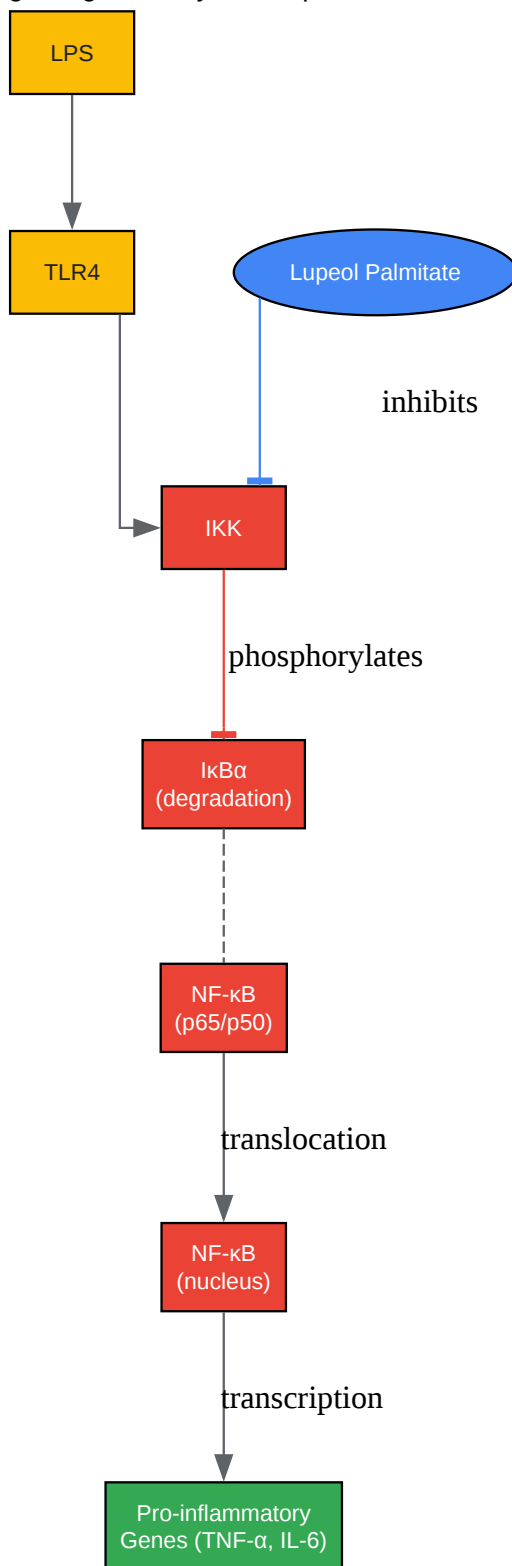 LPS
TLR4
Lupeol Palmitate
inhibits
IKK
phosphorylates
IκBα
(degradation)
NF-κB
(p65/p50)
translocation
NF-κB
(nucleus)
transcription
Pro-inflammatory
Genes (TNF-α, IL-6)